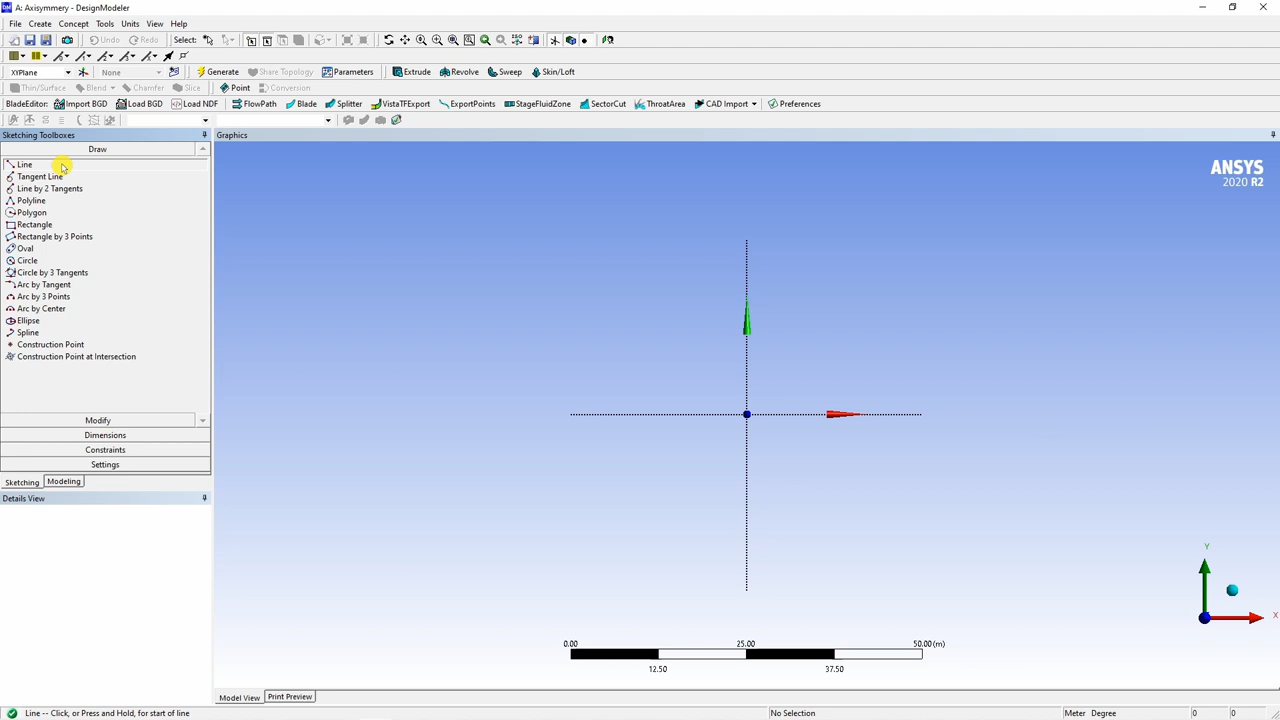 A: Axisymmery - DesignModeler
File Create Concept Tools Units View Help
Undo Redo Select:
XYPlane None Generate Share Topology Parameters Extrude Revolve Sweep Skin/Loft
Thin/Surface Blend Chamfer Slice Point Conversion
BladeEditor: Import BGD Load BGD Load NDF FlowPath Blade Splitter VistaTFExport ExportPoints StageFluidZone SectorCut ThroatArea CAD Import Preferences
Sketching Toolboxes Graphics
Draw
Line
Tangent Line
Line by 2 Tangents
Polyline
Polygon
Rectangle
Rectangle by 3 Points
Oval
Circle
Circle by 3 Tangents
Arc by Tangent
Arc by 3 Points
Arc by Center
Ellipse
Spline
Construction Point
Construction Point at Intersection
Modify
Dimensions
Constraints
Settings
Sketching Modeling
Details View
ANSYS
2020 R2
Y
X
0.00 25.00 50.00 (m)
12.50 37.50
Model View Print Preview
Line -- Click, or Press and Hold, for start of line No Selection Meter Degree 0 0